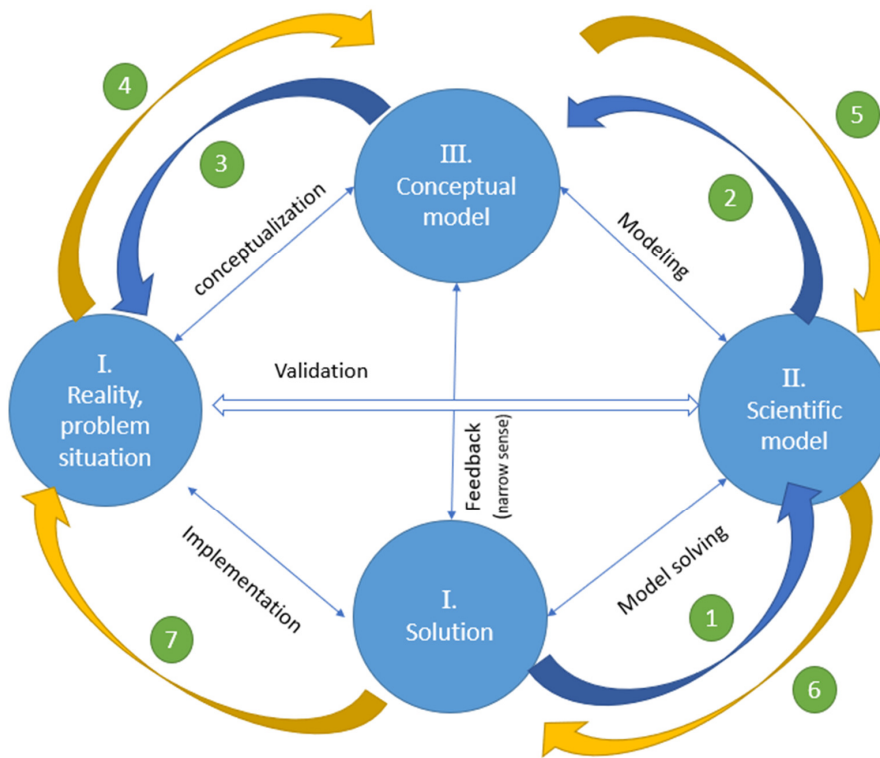 4
5
3
2
III.
Conceptual
model
conceptualization
Modeling
I.
Reality,
problem
situation
Validation
II.
Scientific
model
Feedback
(narrow sense)
Implementation
Model solving
I.
Solution
1
7
6